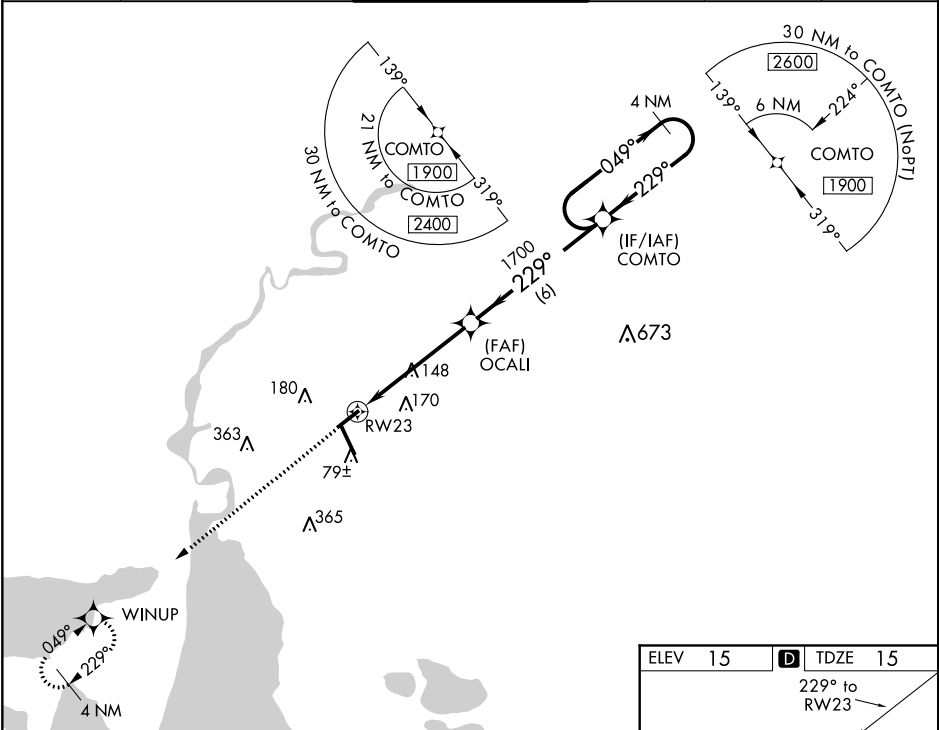 30 NM to COMTO (NoPT)
2600
139°
6 NM
224°
COMTO
1900
319°
139°
COMTO
1900
21 NM to COMTO
2400
319°
30 NM to COMTO
4 NM
049°
229°
(IF/IAF)
COMTO
1700
229°
(6)
(FAF)
OCALI
673
148
180
170
RW23
363
79±
365
WINUP
049°
229°
4 NM
ELEV 15 D TDZE 15
229° to
RW23